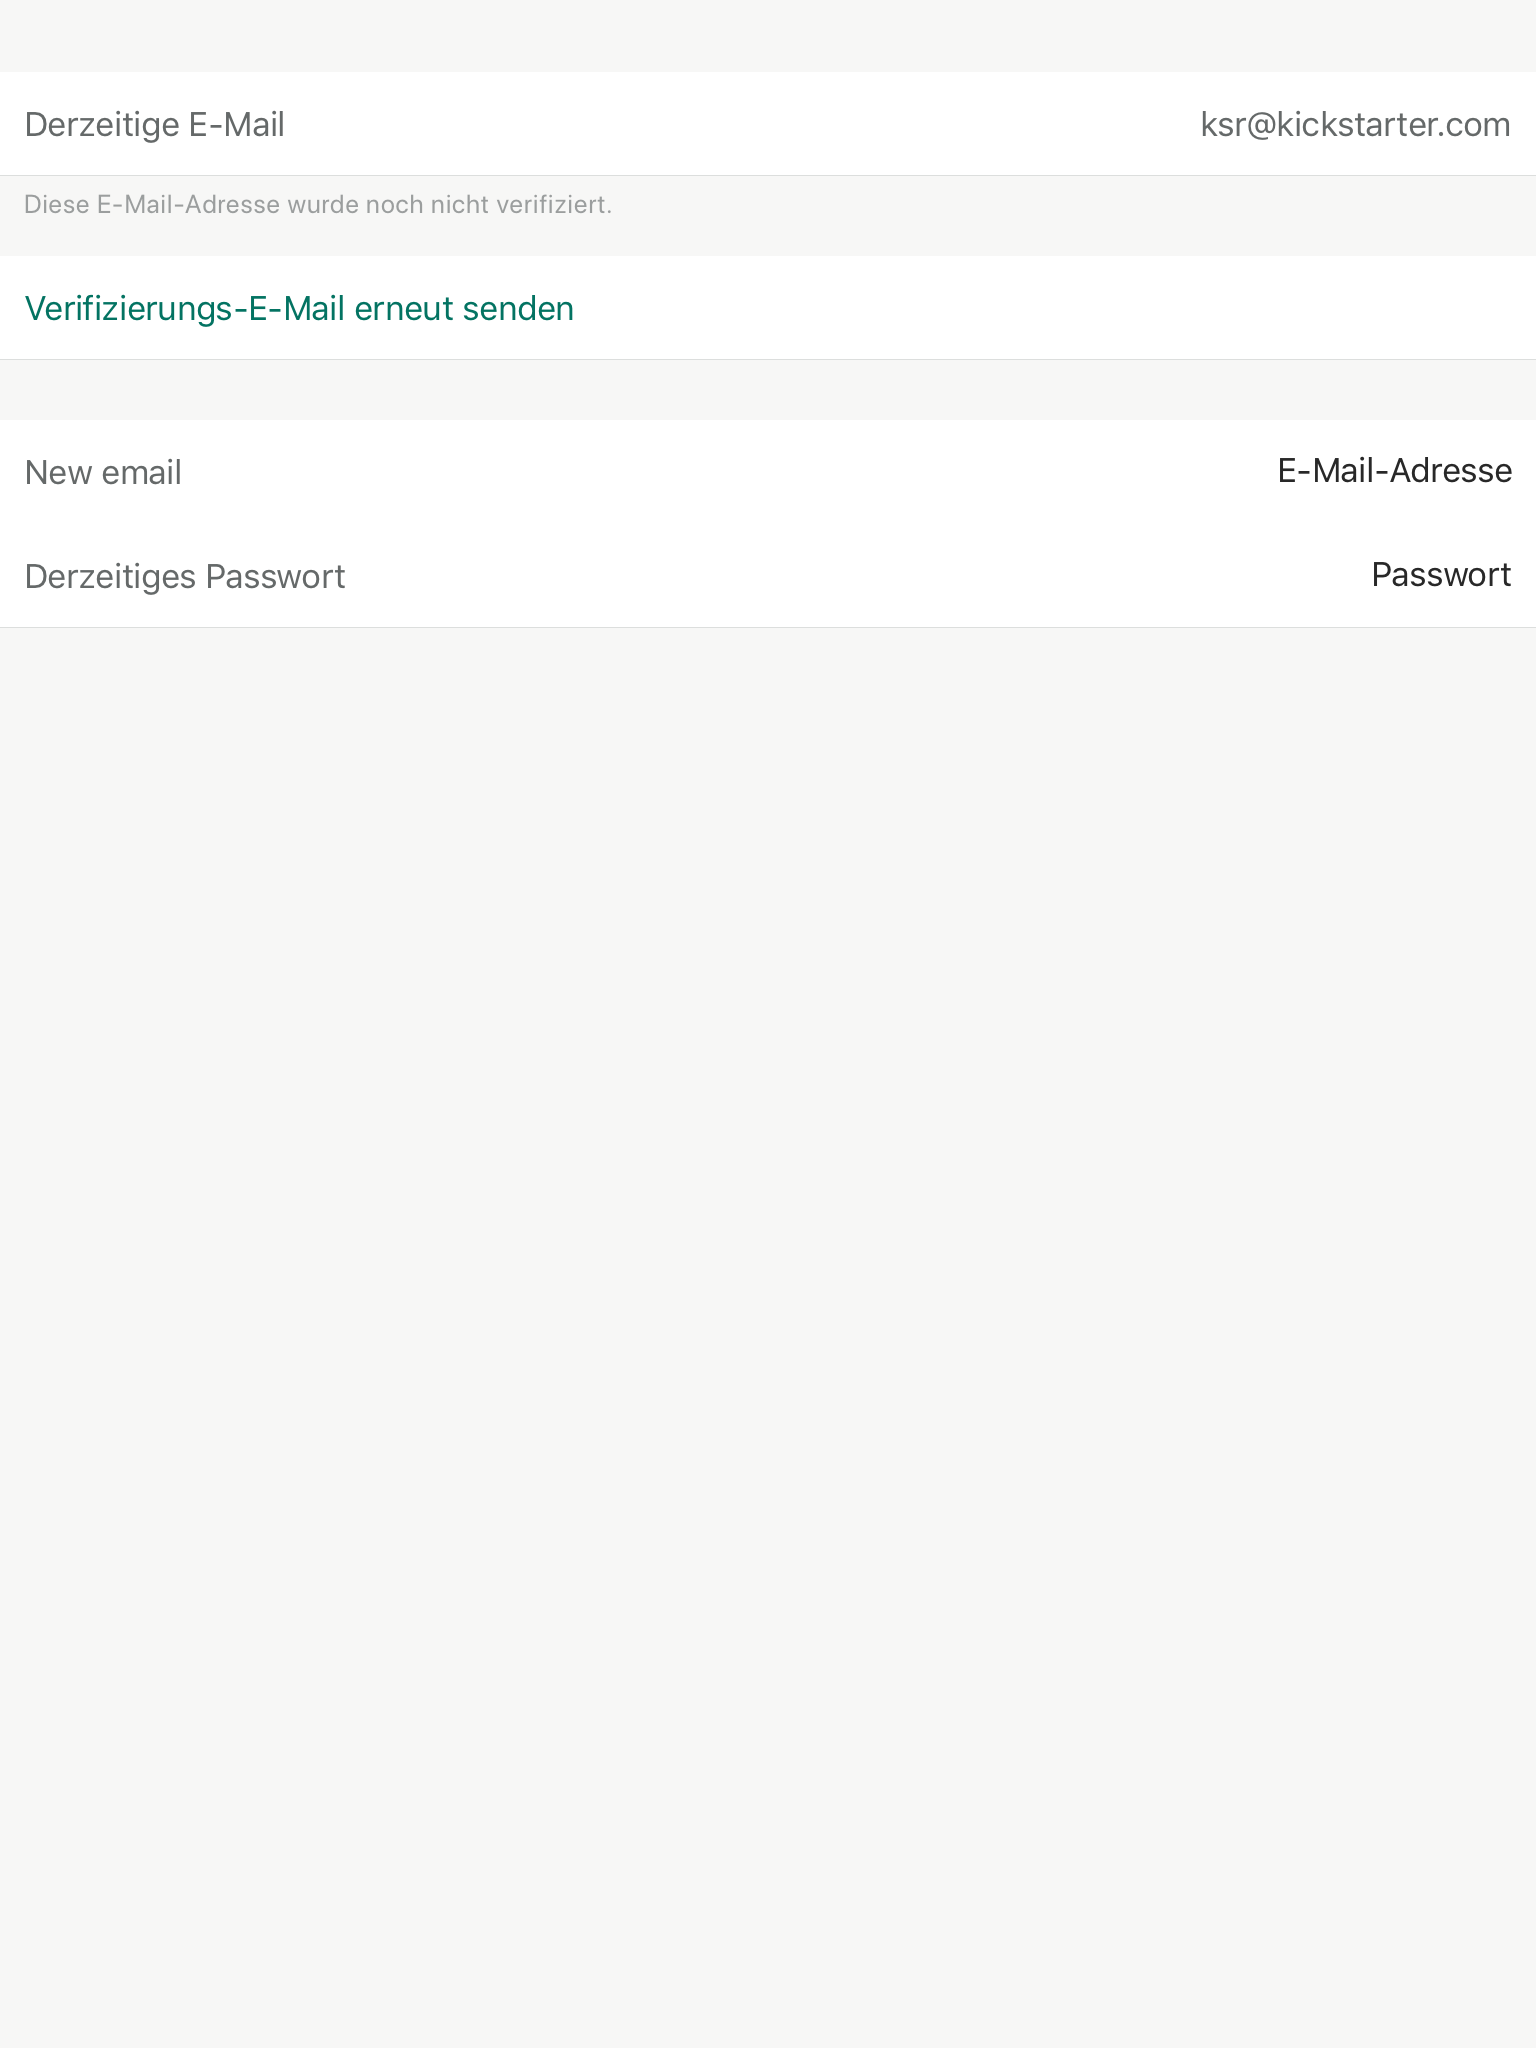 Derzeitige E-Mail ksr@kickstarter.com
Diese E-Mail-Adresse wurde noch nicht verifiziert.
Verifizierungs-E-Mail erneut senden
New email E-Mail-Adresse
Derzeitiges Passwort Passwort